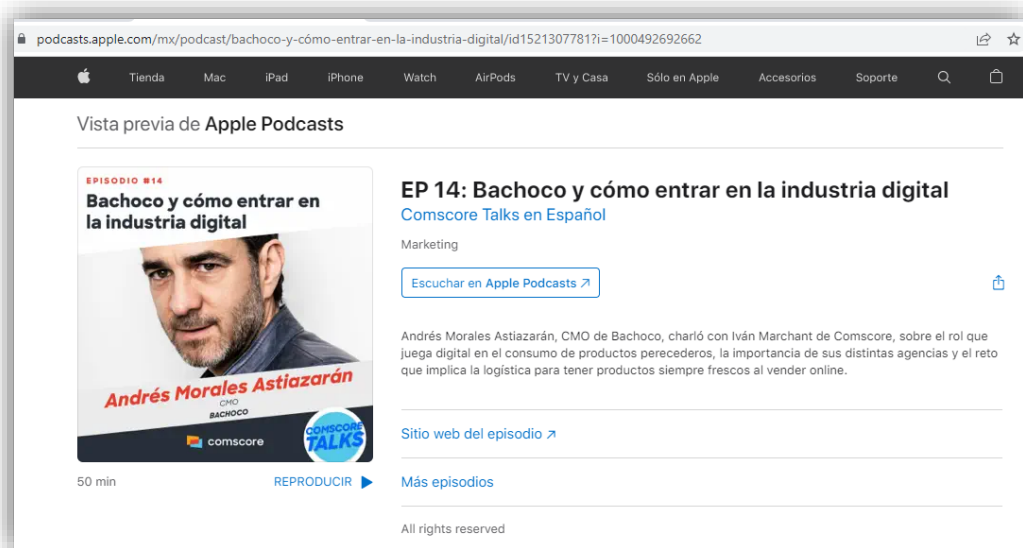 podcasts.apple.com/mx/podcast/bachoco-y-cómo-entrar-en-la-industria-digital/id1521307781?i=1000492692662
Tienda Mac iPad iPhone Watch AirPods TV y Casa Sólo en Apple Accesorios Soporte
Vista previa de Apple Podcasts
EPISODIO #14
Bachoco y cómo entrar en
la industria digital
Andrés Morales Astiazarán
CMO
BACHOCO
comscore
COMSCORE
TALKS
50 min
REPRODUCIR
EP 14: Bachoco y cómo entrar en la industria digital
Comscore Talks en Español
Marketing
Escuchar en Apple Podcasts ↗
Andrés Morales Astiazarán, CMO de Bachoco, charló con Iván Marchant de Comscore, sobre el rol que
juega digital en el consumo de productos perecederos, la importancia de sus distintas agencias y el reto
que implica la logística para tener productos siempre frescos al vender online.
Sitio web del episodio ↗
Más episodios
All rights reserved